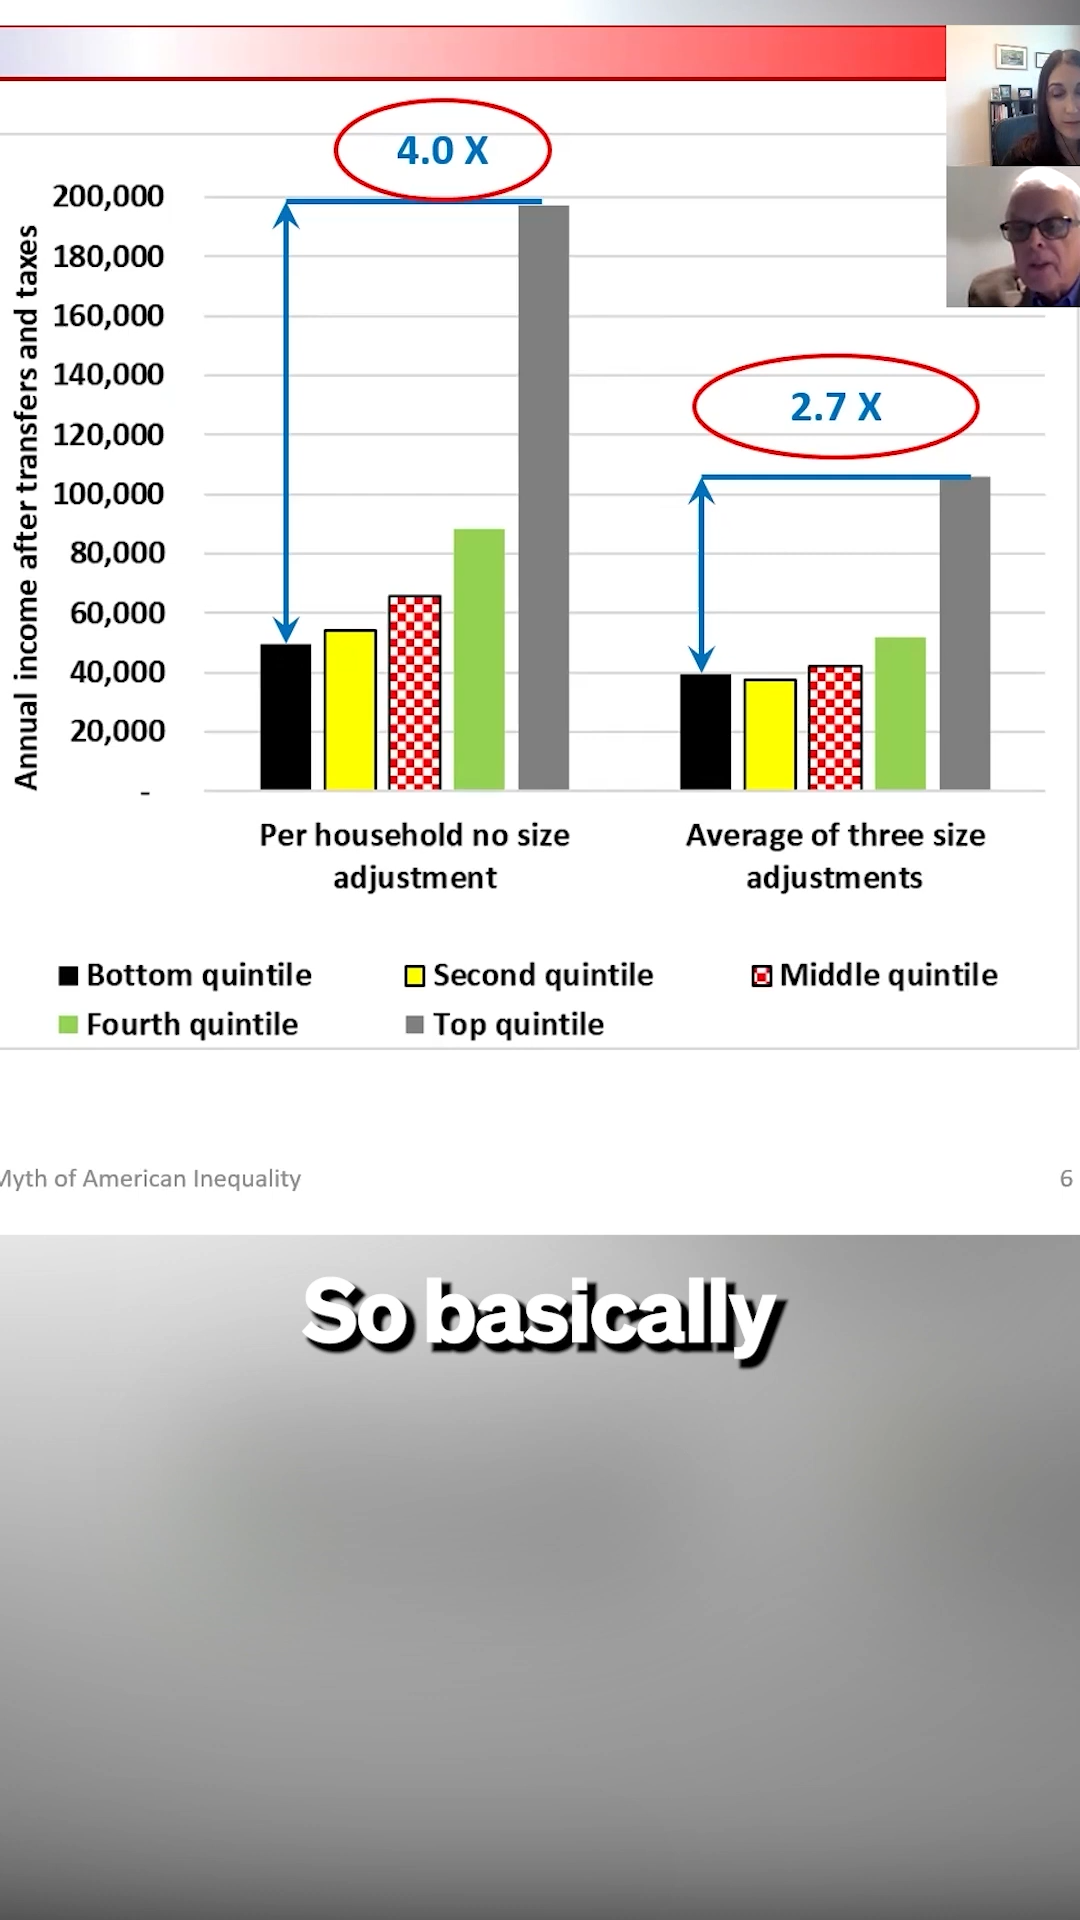 4.0 X
200,000
180,000
160,000
140,000
120,000
100,000
80,000
60,000
40,000
20,000
-
Annual income after transfers and taxes
2.7 X
Per household no size
adjustment
Average of three size
adjustments
Bottom quintile
Second quintile
Middle quintile
Fourth quintile
Top quintile
Myth of American Inequality
6
So basically